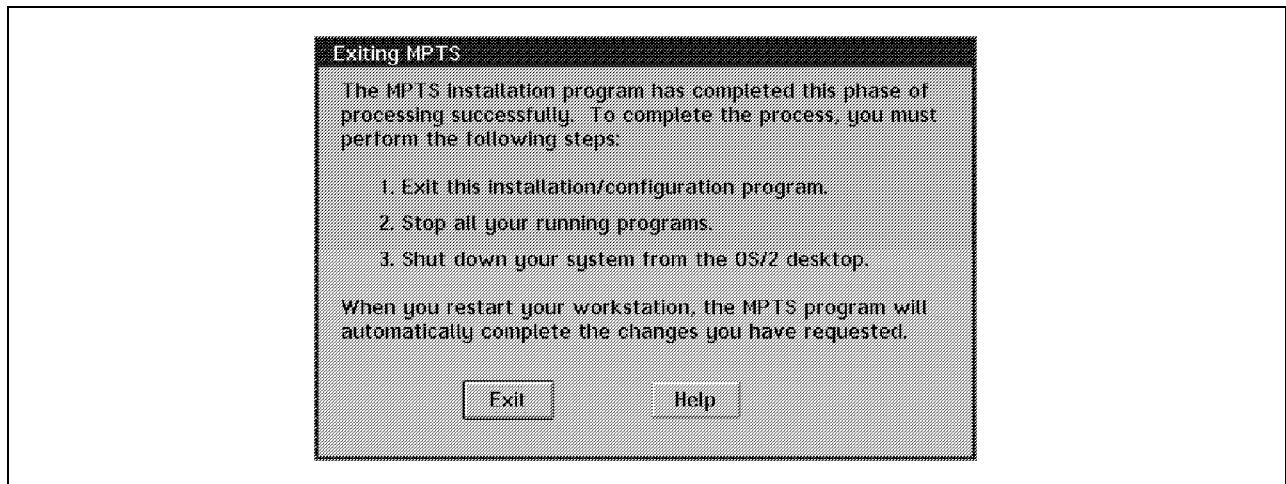 Exiting MPTS
The MPTS installation program has completed this phase of
processing successfully. To complete the process, you must
perform the following steps:
1. Exit this installation/configuration program.
2. Stop all your running programs.
3. Shut down your system from the OS/2 desktop.
When you restart your workstation, the MPTS program will
automatically complete the changes you have requested.
Exit Help